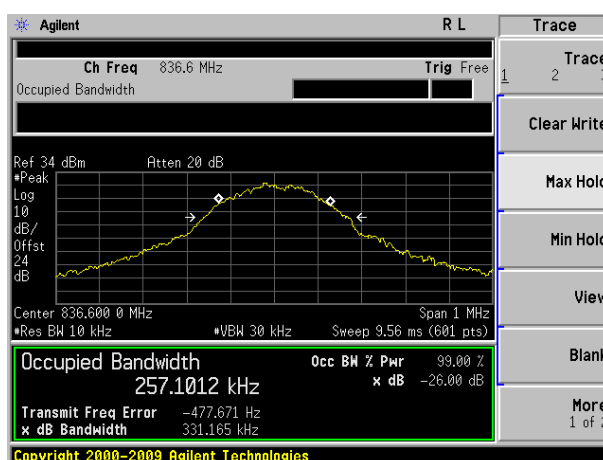 Agilent R L Trace
Ch Freq 836.6 MHz Trig Free
Occupied Bandwidth
Trace
1 2
Clear Write
Max Hold
Min Hold
View
Blank
More
1 of 2
Ref 34 dBm Atten 20 dB
#Peak
Log
10
dB/
Offst
24
dB
Center 836.600 0 MHz Span 1 MHz
#Res BW 10 kHz #VBW 30 kHz Sweep 9.56 ms (601 pts)
Occupied Bandwidth Occ BW % Pwr 99.00 %
257.1012 kHz x dB -26.00 dB
Transmit Freq Error -477.671 Hz
x dB Bandwidth 331.165 kHz
Copyright 2000-2009 Agilent Technologies